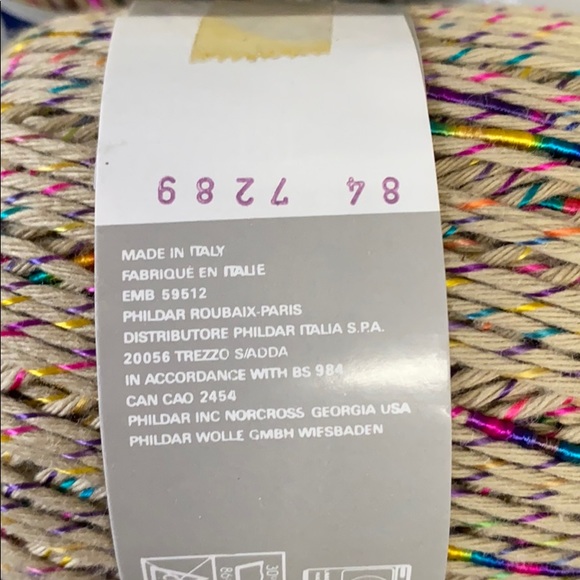 84 7289
MADE IN ITALY
FABRIQUÉ EN ITALIE
EMB 59512
PHILDAR ROUBAIX-PARIS
DISTRIBUTORE PHILDAR ITALIA S.P.A.
20056 TREZZO S/ADDA
IN ACCORDANCE WITH BS 984
CAN CAO 2454
PHILDAR INC NORCROSS GEORGIA USA
PHILDAR WOLLE GMBH WIESBADEN